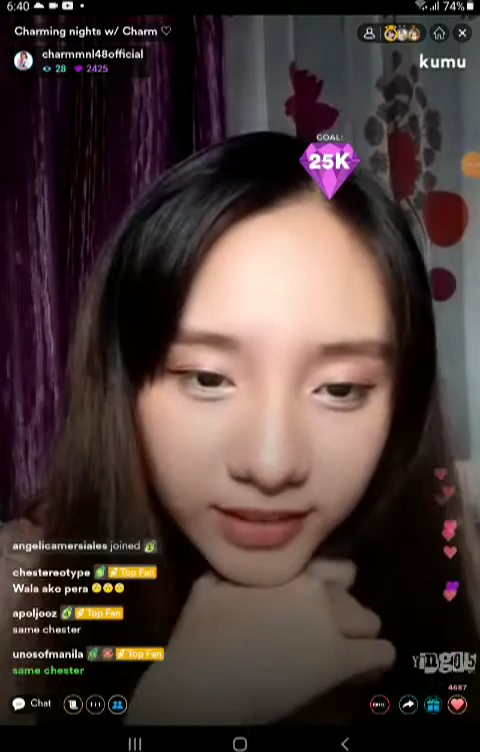 6:40
74%
Charming nights w/ Charm ♡
charmmnl48official
28 2425
kumu
GOAL:
25K
angelicamersiales joined
chestereotype Top Fan
Wala ako pera
apoljooz Top Fan
same chester
unosofmanila Top Fan
same chester
4687
Chat